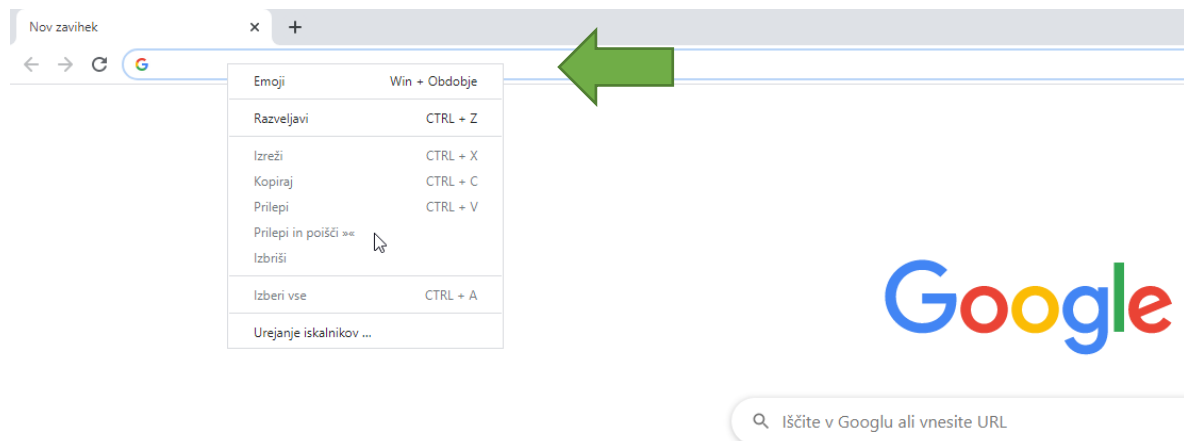 Nov zavihek
G
Emoji Win + Obdobje
Razveljavi CTRL + Z
Izreži CTRL + X
Kopiraj CTRL + C
Prilepi CTRL + V
Prilepi in poišči »«
Izbriši
Izberi vse CTRL + A
Urejanje iskalnikov ...
Google
Iščite v Googlu ali vnesite URL